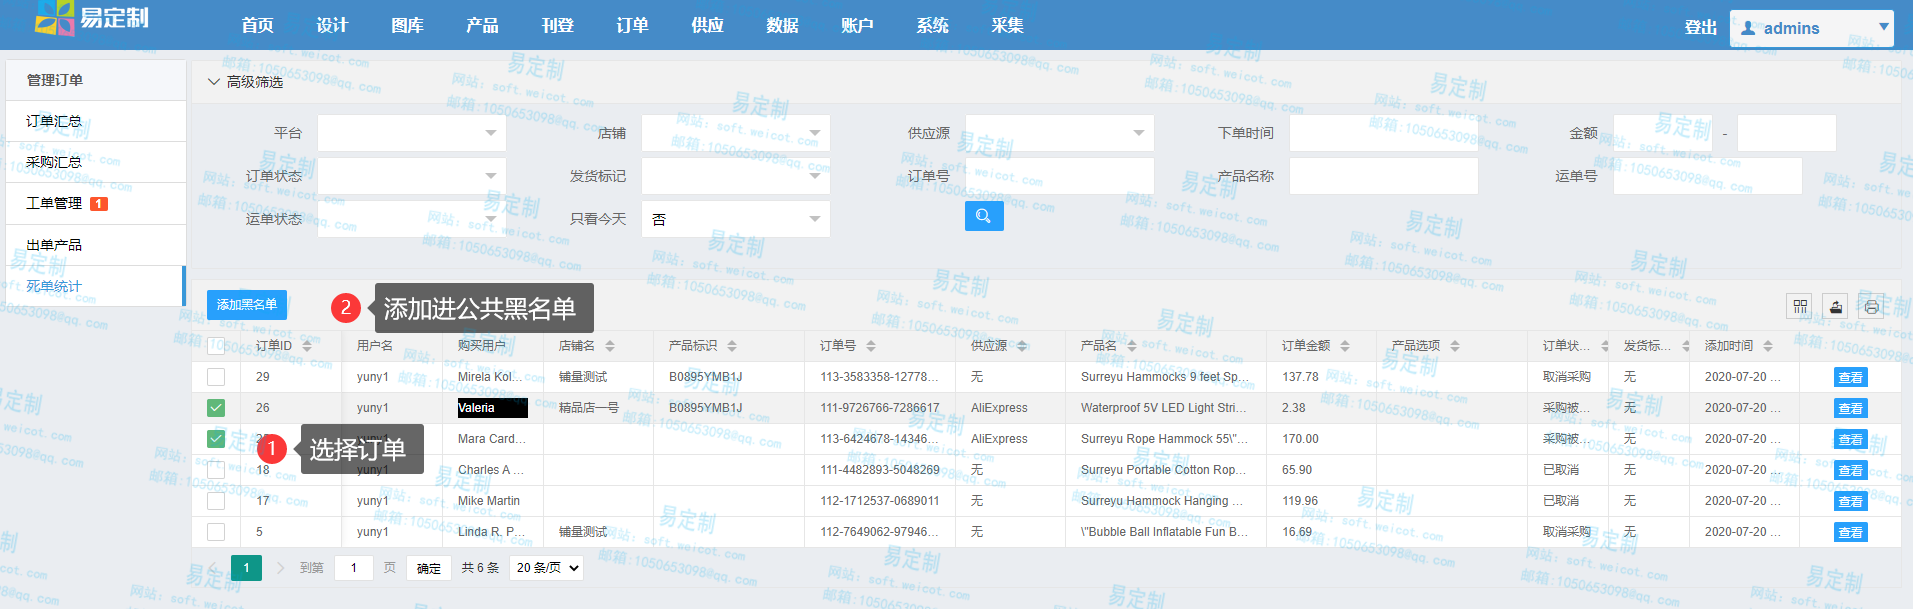 易定制
首页 设计 图库 产品 刊登 订单 供应 数据 账户 系统 采集 登出 admins
管理订单
订单汇总
采购汇总
工单管理 1
出单产品
死单统计
高级筛选
平台 店铺 供应源 下单时间 金额 -
订单状态 发货标记 订单号 产品名称 运单号
运单状态 只看今天 否
添加黑名单 2 添加进公共黑名单
订单ID 用户名 购买用户 店铺名 产品标识 订单号 供应源 产品名 订单金额 产品选项 订单状... 发货标... 添加时间
29 yuny1 Mirela Kol... 铺量测试 B0895YMB1J 113-3583358-12778... 无 Surreyu Hammocks 9 feet Sp... 137.78 取消采购 无 2020-07-20 ... 查看
26 yuny1 Valeria 精品店一号 B0895YMB1J 111-9726766-7286617 AliExpress Waterproof 5V LED Light Stri... 2.38 采购被... 无 2020-07-20 ... 查看
Mara Card... 113-6424678-14346... AliExpress Surreyu Rope Hammock 55\"... 170.00 采购被... 无 2020-07-20 ... 查看
1 选择订单
18 yuny1 Charles A ... 111-4482893-5048269 无 Surreyu Portable Cotton Rop... 65.90 已取消 无 2020-07-20 ... 查看
17 yuny1 Mike Martin 112-1712537-0689011 无 Surreyu Hammock Hanging ... 119.96 已取消 无 2020-07-20 ... 查看
5 yuny1 Linda R. P... 铺量测试 112-7649062-97946... 无 \"Bubble Ball Inflatable Fun B... 16.69 取消采购 无 2020-07-20 ... 查看
1 到第 1 页 确定 共 6 条 20 条/页
易定制
网站: soft.weicot.com
邮箱:1050653098@qq.com